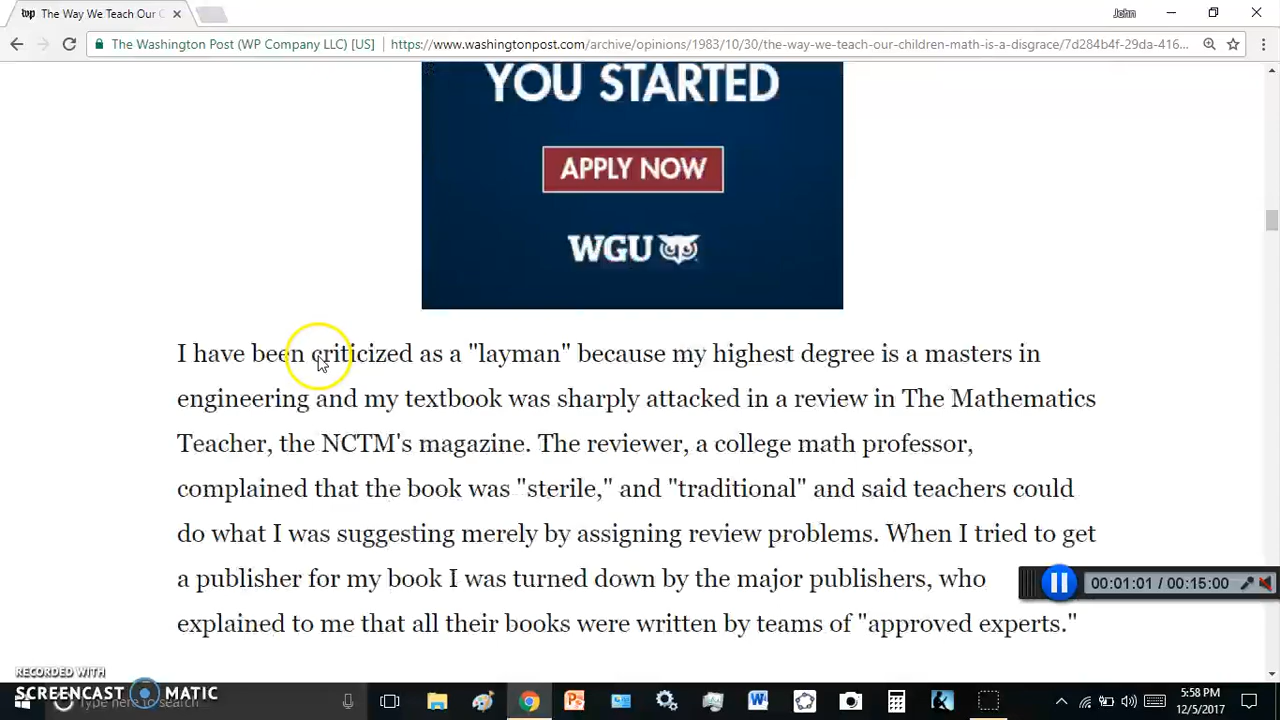 The Way We Teach Our C
John
The Washington Post (WP Company LLC) [US]
https://www.washingtonpost.com/archive/opinions/1983/10/30/the-way-we-teach-our-children-math-is-a-disgrace/7d284b4f-29da-416...
YOU STARTED
APPLY NOW
WGU
I have been criticized as a "layman" because my highest degree is a masters in
engineering and my textbook was sharply attacked in a review in The Mathematics
Teacher, the NCTM's magazine. The reviewer, a college math professor,
complained that the book was "sterile," and "traditional" and said teachers could
do what I was suggesting merely by assigning review problems. When I tried to get
a publisher for my book I was turned down by the major publishers, who
00:01:01 / 00:15:00
explained to me that all their books were written by teams of "approved experts."
RECORDED WITH
SCREENCAST MATIC
Type here to search
5:58 PM
12/5/2017